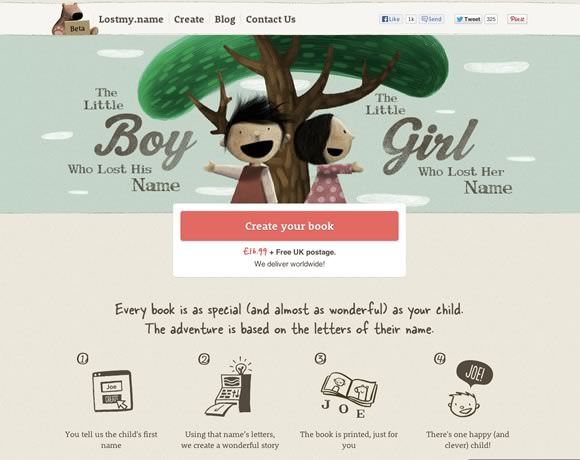 Beta
Lostmy.name Create Blog Contact Us
Like 1k Send Tweet 325 Pin it
The
Little
Boy
Who Lost His
Name
The
Little
Girl
Who Lost Her
Name
Create your book
£16.99 + Free UK postage.
We deliver worldwide!
Every book is as special (and almost as wonderful) as your child.
The adventure is based on the letters of their name.
1
2
3
4
Joe
JOE
JOE!
You tell us the child's first
name
Using that name's letters,
we create a wonderful story
The book is printed, just for
you
There's one happy (and
clever) child!